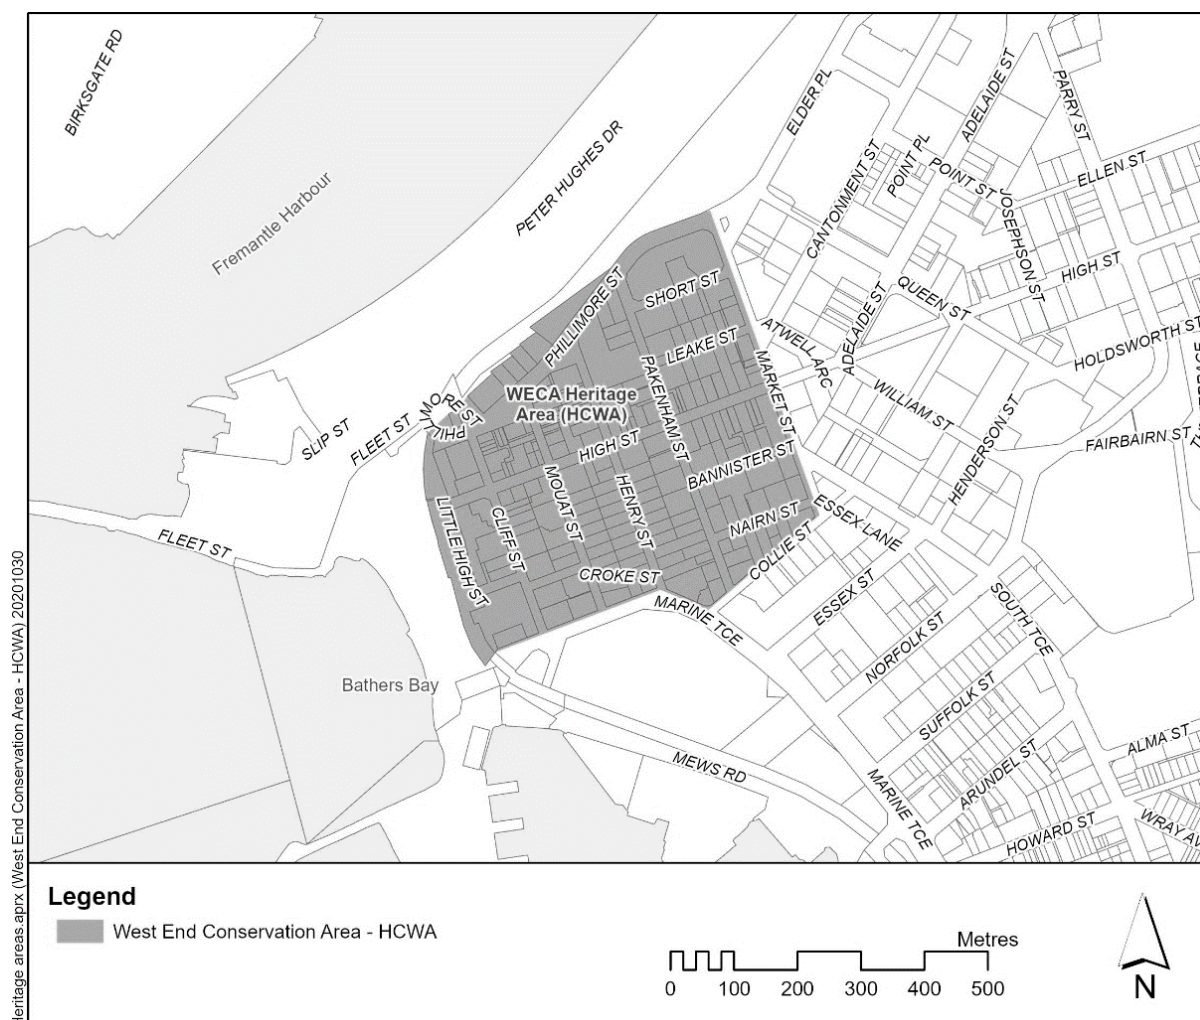 BIRKSGATE RD
Fremantle Harbour
PETER HUGHES DR
ELDER PL
ADELAIDE ST
PARRY ST
CANTONMENT ST
POINT PL
POINT ST
ELLEN ST
JOSEPHSON ST
HIGH ST
QUEEN ST
HOLDSWORTH ST
ADELAIDE ST
ATWELL ARC
WILLIAM ST
HENDERSON ST
FAIRBAIRN ST
SHORT ST
PHILLIMORE ST
LEAKE ST
PAKENHAM ST
MARKET ST
WECA Heritage
Area (HCWA)
PHILLIMORE ST
SLIP ST
FLEET ST
HIGH ST
BANNISTER ST
MOUAT ST
HENRY ST
NAIRN ST
ESSEX LANE
LITTLE HIGH ST
CLIFF ST
COLLIE ST
FLEET ST
CROKE ST
MARINE TCE
ESSEX ST
NORFOLK ST
SOUTH TCE
SUFFOLK ST
Bathers Bay
MEWS RD
ARUNDEL ST
ALMA ST
MARINE TCE
HOWARD ST
WRAY AV
eritage areas.aprx (West End Conservation Area - HCWA) 20201030
Legend
West End Conservation Area - HCWA
Metres
0 100 200 300 400 500
N